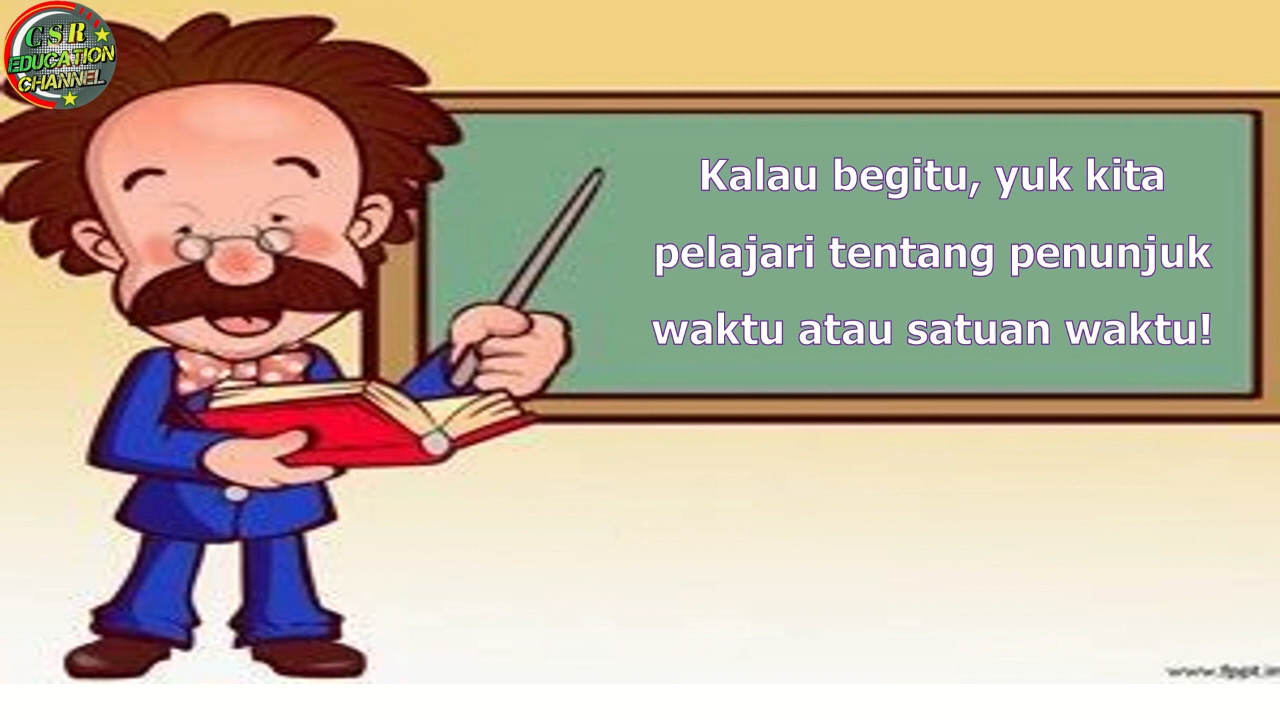 CSR
EDUCATION
CHANNEL
Kalau begitu, yuk kita
pelajari tentang penunjuk
waktu atau satuan waktu!